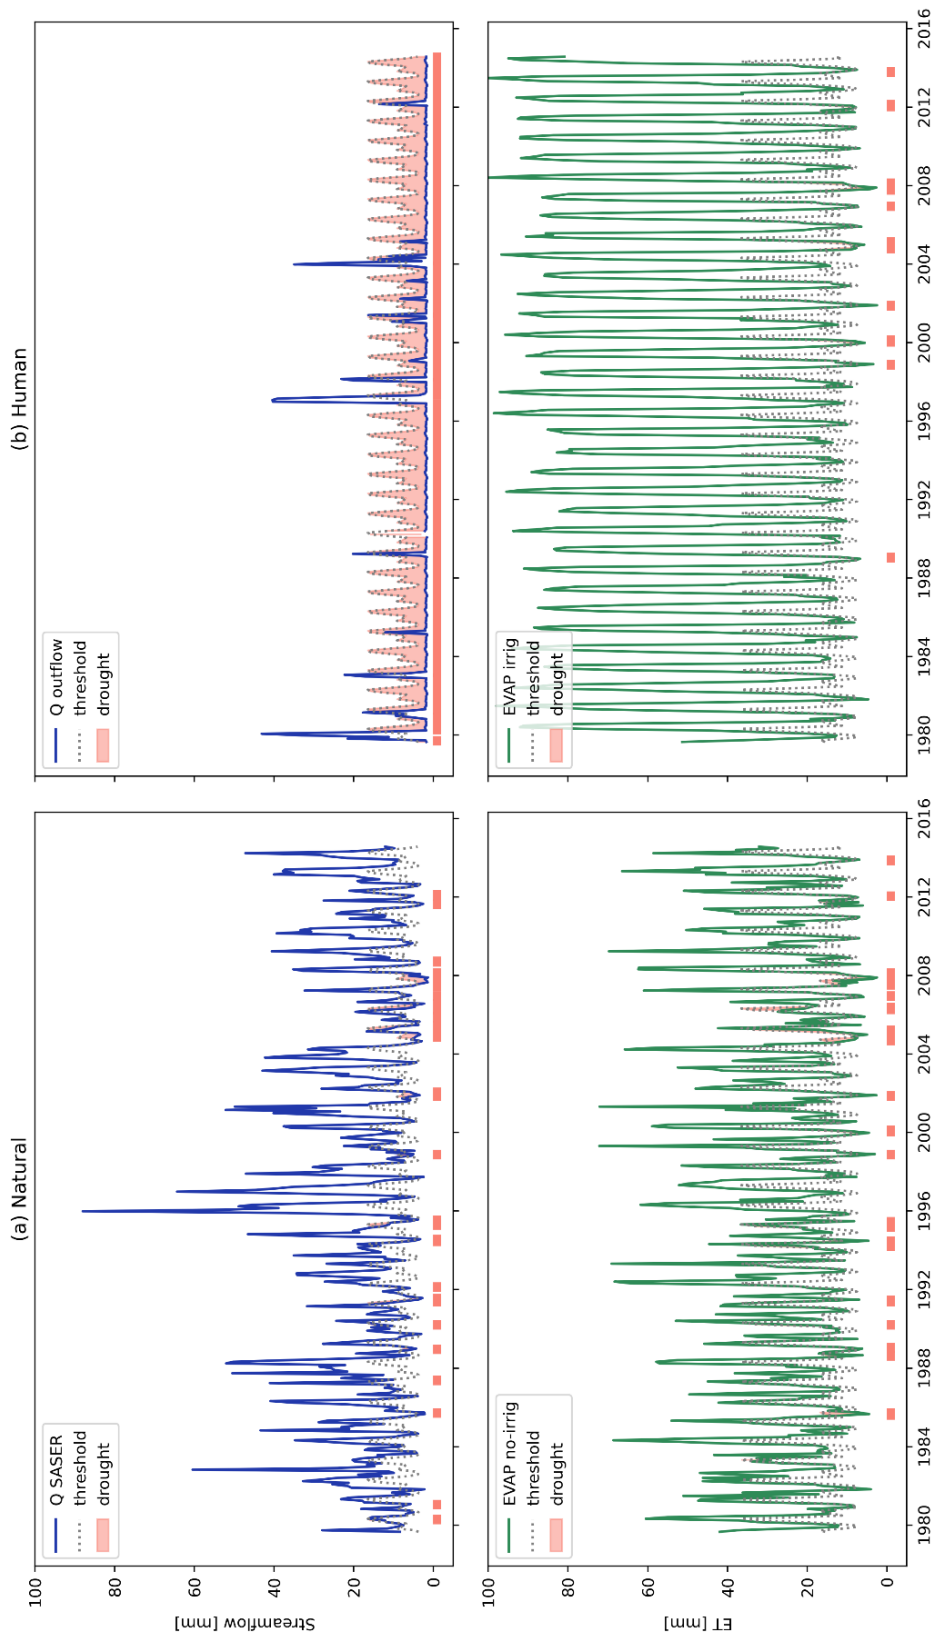 (a) Natural
(b) Human
Streamflow [mm]
100
80
60
40
20
0
Q SASER
threshold
drought
Q outflow
threshold
drought
ET [mm]
100
80
60
40
20
0
EVAP no-irrig
threshold
drought
EVAP irrig
threshold
drought
1980
1984
1988
1992
1996
2000
2004
2008
2012
2016
1980
1984
1988
1992
1996
2000
2004
2008
2012
2016